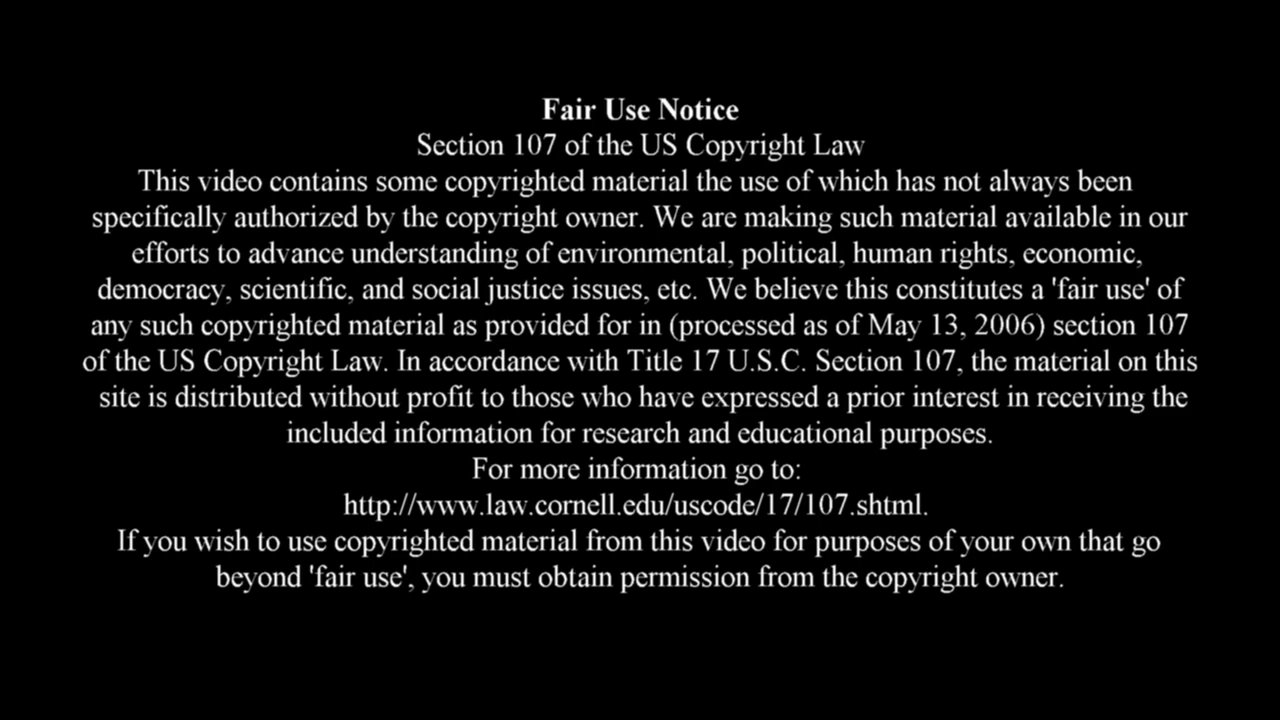 Fair Use Notice
Section 107 of the US Copyright Law
This video contains some copyrighted material the use of which has not always been
specifically authorized by the copyright owner. We are making such material available in our
efforts to advance understanding of environmental, political, human rights, economic,
democracy, scientific, and social justice issues, etc. We believe this constitutes a 'fair use' of
any such copyrighted material as provided for in (processed as of May 13, 2006) section 107
of the US Copyright Law. In accordance with Title 17 U.S.C. Section 107, the material on this
site is distributed without profit to those who have expressed a prior interest in receiving the
included information for research and educational purposes.
For more information go to:
http://www.law.cornell.edu/uscode/17/107.shtml.
If you wish to use copyrighted material from this video for purposes of your own that go
beyond 'fair use', you must obtain permission from the copyright owner.